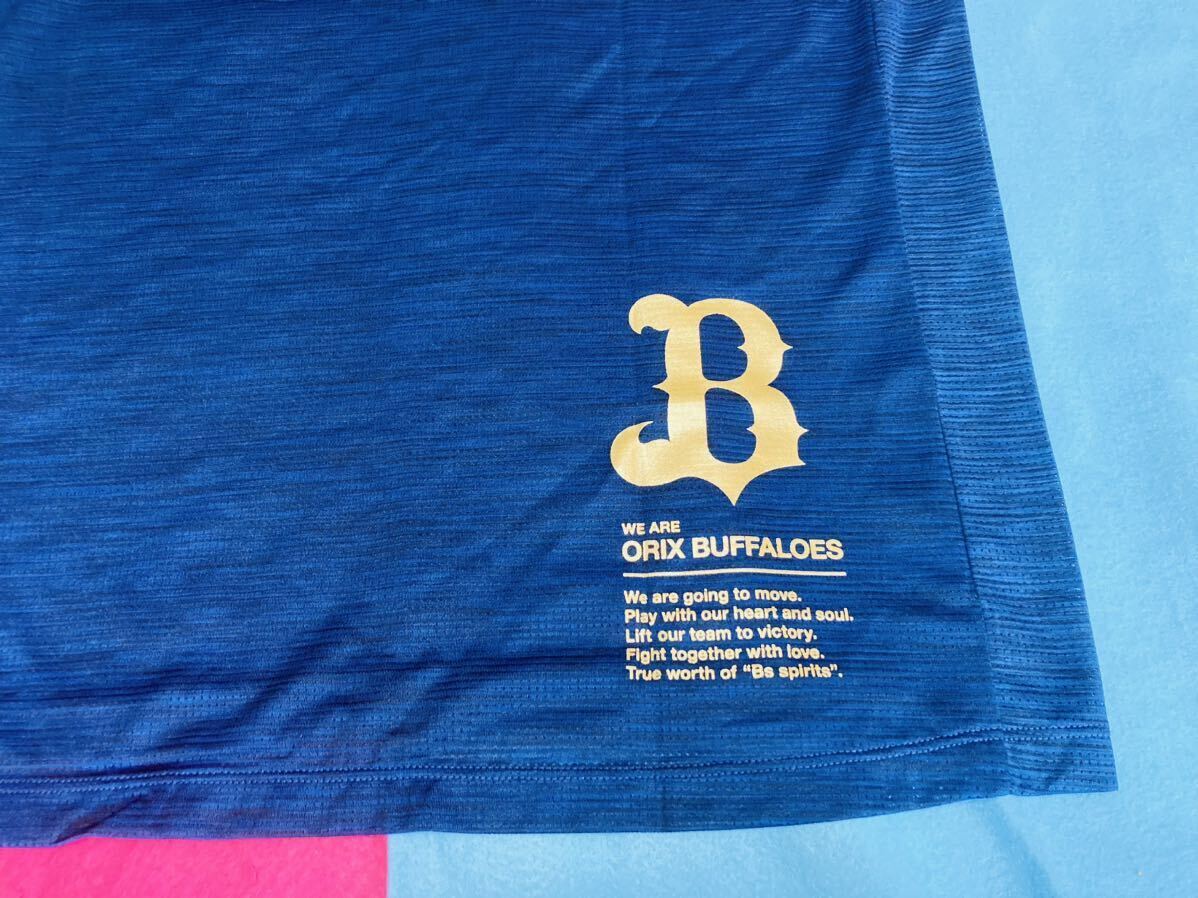 B
WE ARE
ORIX BUFFALOES
We are going to move.
Play with our heart and soul.
Lift our team to victory.
Fight together with love.
True worth of “Bs spirits”.